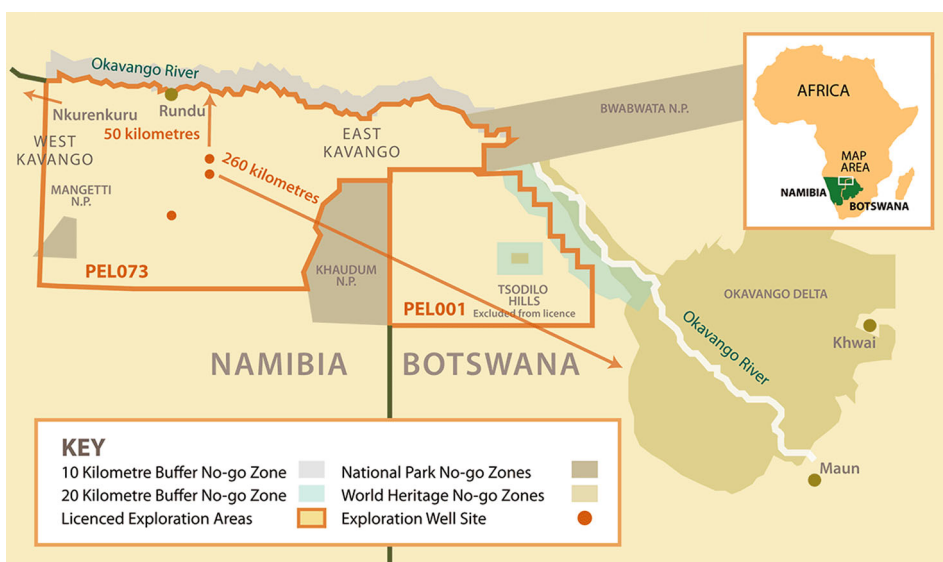 Okavango River
Nkurenkuru
Rundu
50 kilometres
WEST
KAVANGO
EAST
KAVANGO
260 kilometres
MANGETTI
N.P.
PEL073
KHAUDUM
N.P.
BWABWATA N.P.
TSODILO
HILLS
Excluded from licence
PEL001
OKAVANGO DELTA
Okavango River
Khwai
Maun
NAMIBIA
BOTSWANA
AFRICA
MAP
AREA
NAMIBIA
BOTSWANA
KEY
10 Kilometre Buffer No-go Zone
20 Kilometre Buffer No-go Zone
Licenced Exploration Areas
National Park No-go Zones
World Heritage No-go Zones
Exploration Well Site